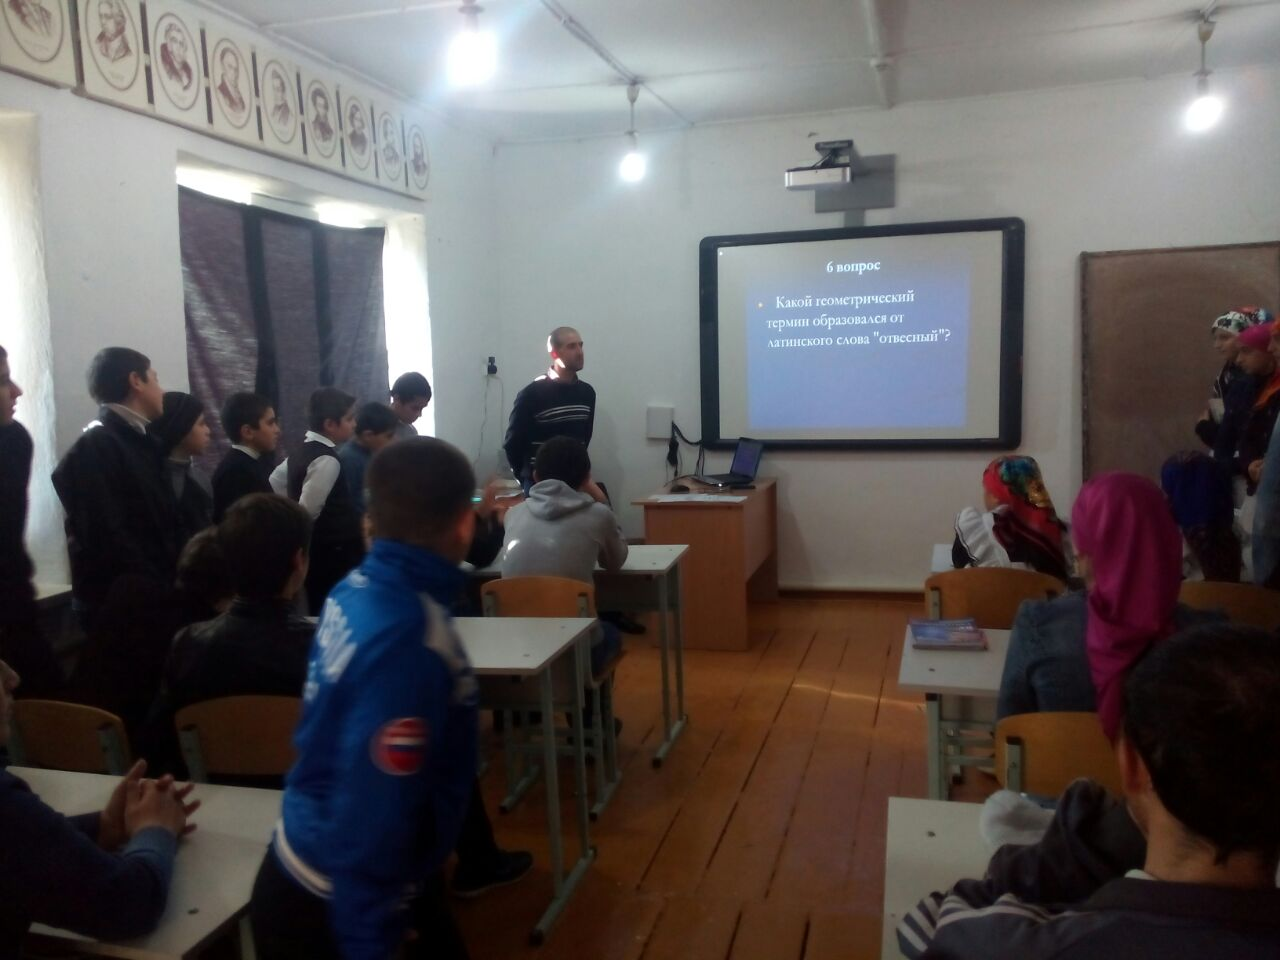 6 вопрос
Какой геометрический
термин образовался от
латинского слова "отвесный"?